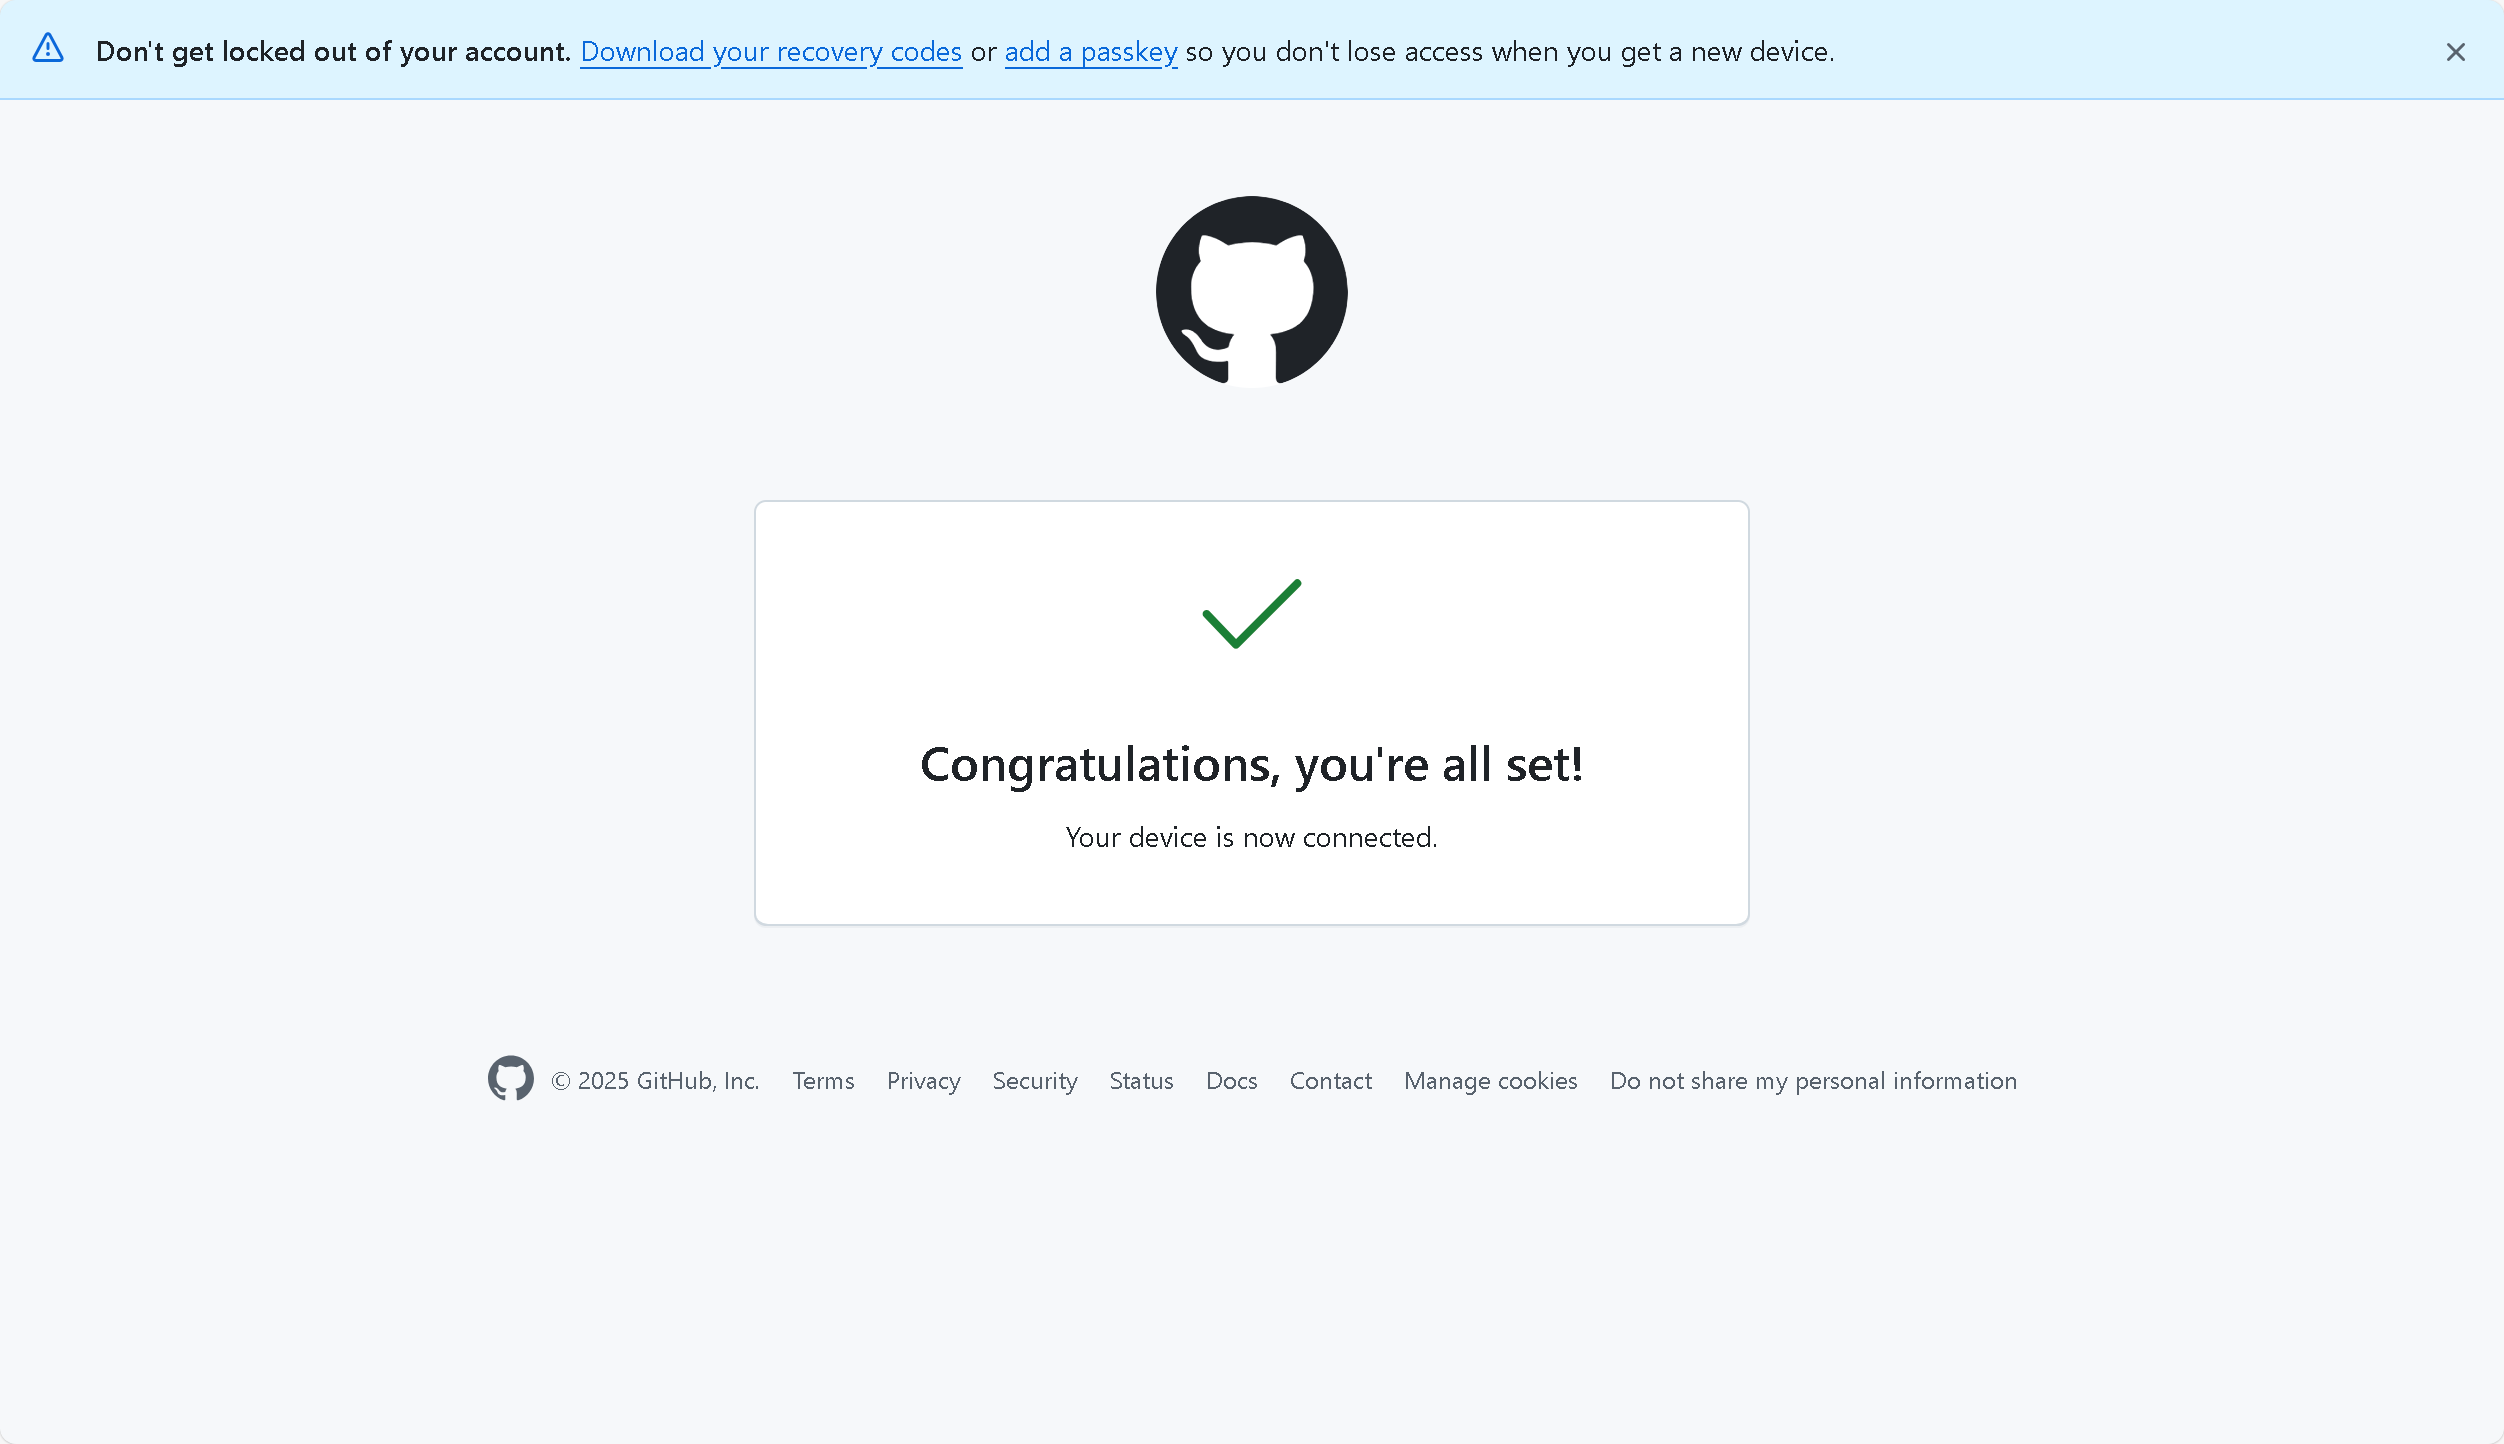 Don't get locked out of your account. Download your recovery codes or add a passkey so you don't lose access when you get a new device.
Congratulations, you're all set!
Your device is now connected.
© 2025 GitHub, Inc. Terms Privacy Security Status Docs Contact Manage cookies Do not share my personal information